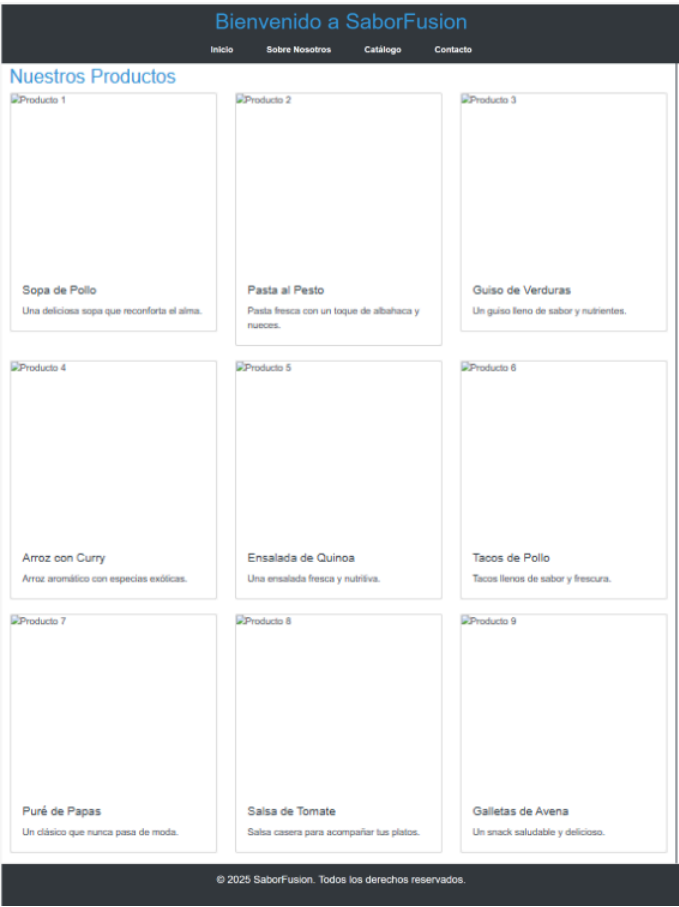 Bienvenido a SaborFusion
Inicio Sobre Nosotros Catálogo Contacto
Nuestros Productos
Producto 1
Producto 2
Producto 3
Sopa de Pollo
Una deliciosa sopa que reconforta el alma.
Pasta al Pesto
Pasta fresca con un toque de albahaca y
nueces.
Guiso de Verduras
Un guiso lleno de sabor y nutrientes.
Producto 4
Producto 5
Producto 6
Arroz con Curry
Arroz aromático con especias exóticas.
Ensalada de Quinoa
Una ensalada fresca y nutritiva.
Tacos de Pollo
Tacos llenos de sabor y frescura.
Producto 7
Producto 8
Producto 9
Puré de Papas
Un clásico que nunca pasa de moda.
Salsa de Tomate
Salsa casera para acompañar tus platos.
Galletas de Avena
Un snack saludable y delicioso.
© 2025 SaborFusion. Todos los derechos reservados.